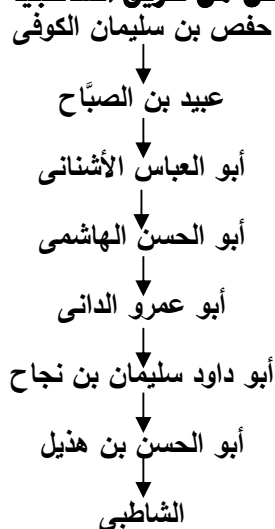 حفص بن سليمان الكوفى
عبيد بن الصبَّاح
أبو العباس الأشنانى
أبو الحسن الهاشمى
أبو عمرو الدانى
أبو داود سليمان بن نجاح
أبو الحسن بن هذيل
الشاطبي